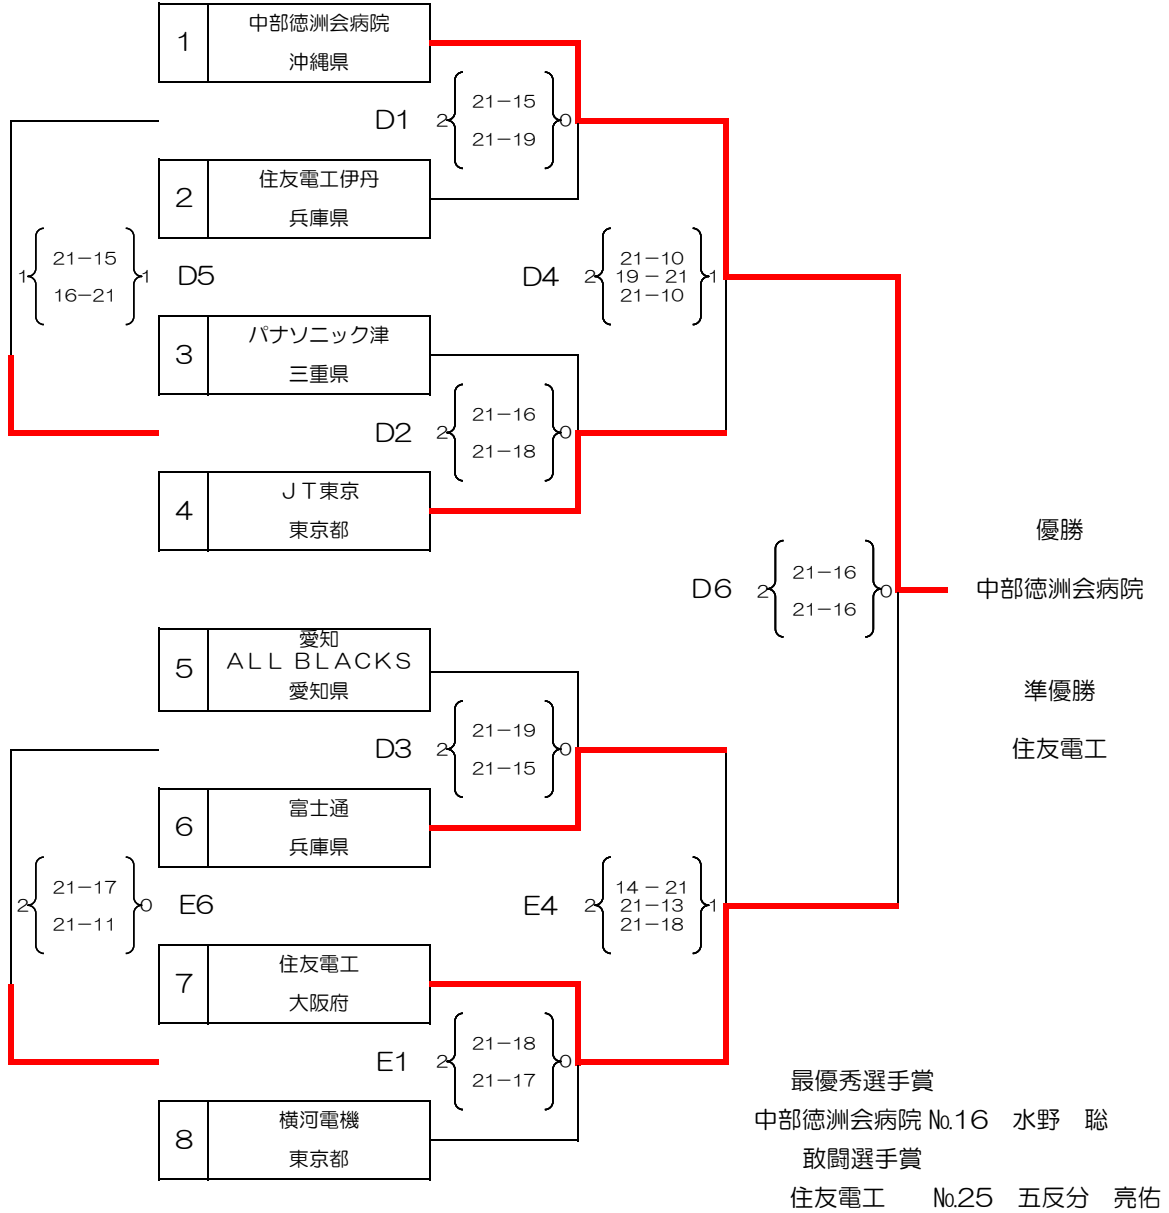 1
中部徳洲会病院
沖縄県
D1
2
21-15
21-19
0
2
住友電工伊丹
兵庫県
1
21-15
16-21
1
D5
D4
2
21-10
19-21
21-10
1
3
パナソニック津
三重県
D2
2
21-16
21-18
0
4
JT東京
東京都
D6
2
21-16
21-16
0
優勝
中部徳洲会病院
準優勝
住友電工
5
愛知
ALL BLACKS
愛知県
D3
2
21-19
21-15
0
6
富士通
兵庫県
2
21-17
21-11
0
E6
E4
2
14-21
21-13
21-18
1
7
住友電工
大阪府
E1
2
21-18
21-17
0
8
横河電機
東京都
最優秀選手賞
中部徳洲会病院 №16 水野 聡
敢闘選手賞
住友電工 №25 五反分 亮佑